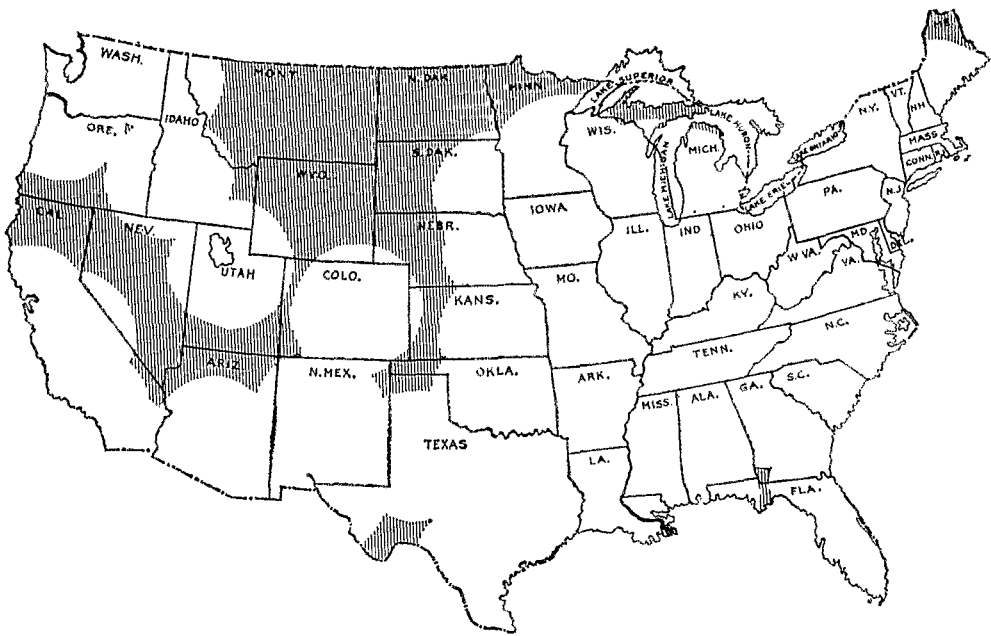 WASH.
MONT.
N. DAK.
MINN.
LAKE SUPERIOR
ME.
ORE.
IDAHO
S. DAK.
WIS.
LAKE MICHIGAN
MICH.
LAKE HURON
LAKE ONTARIO
LAKE ERIE
N.Y.
VT.
NH
MASS
CONN.
R.I.
WYO.
CAL.
NEV.
UTAH
COLO.
NEBR.
IOWA
ILL.
IND
OHIO
PA.
N.J.
MD
DEL.
W VA.
VA.
KANS.
MO.
KY.
ARIZ
N.MEX.
OKLA.
ARK.
TENN.
N.C.
S.C.
TEXAS
LA.
MISS.
ALA.
GA.
FLA.